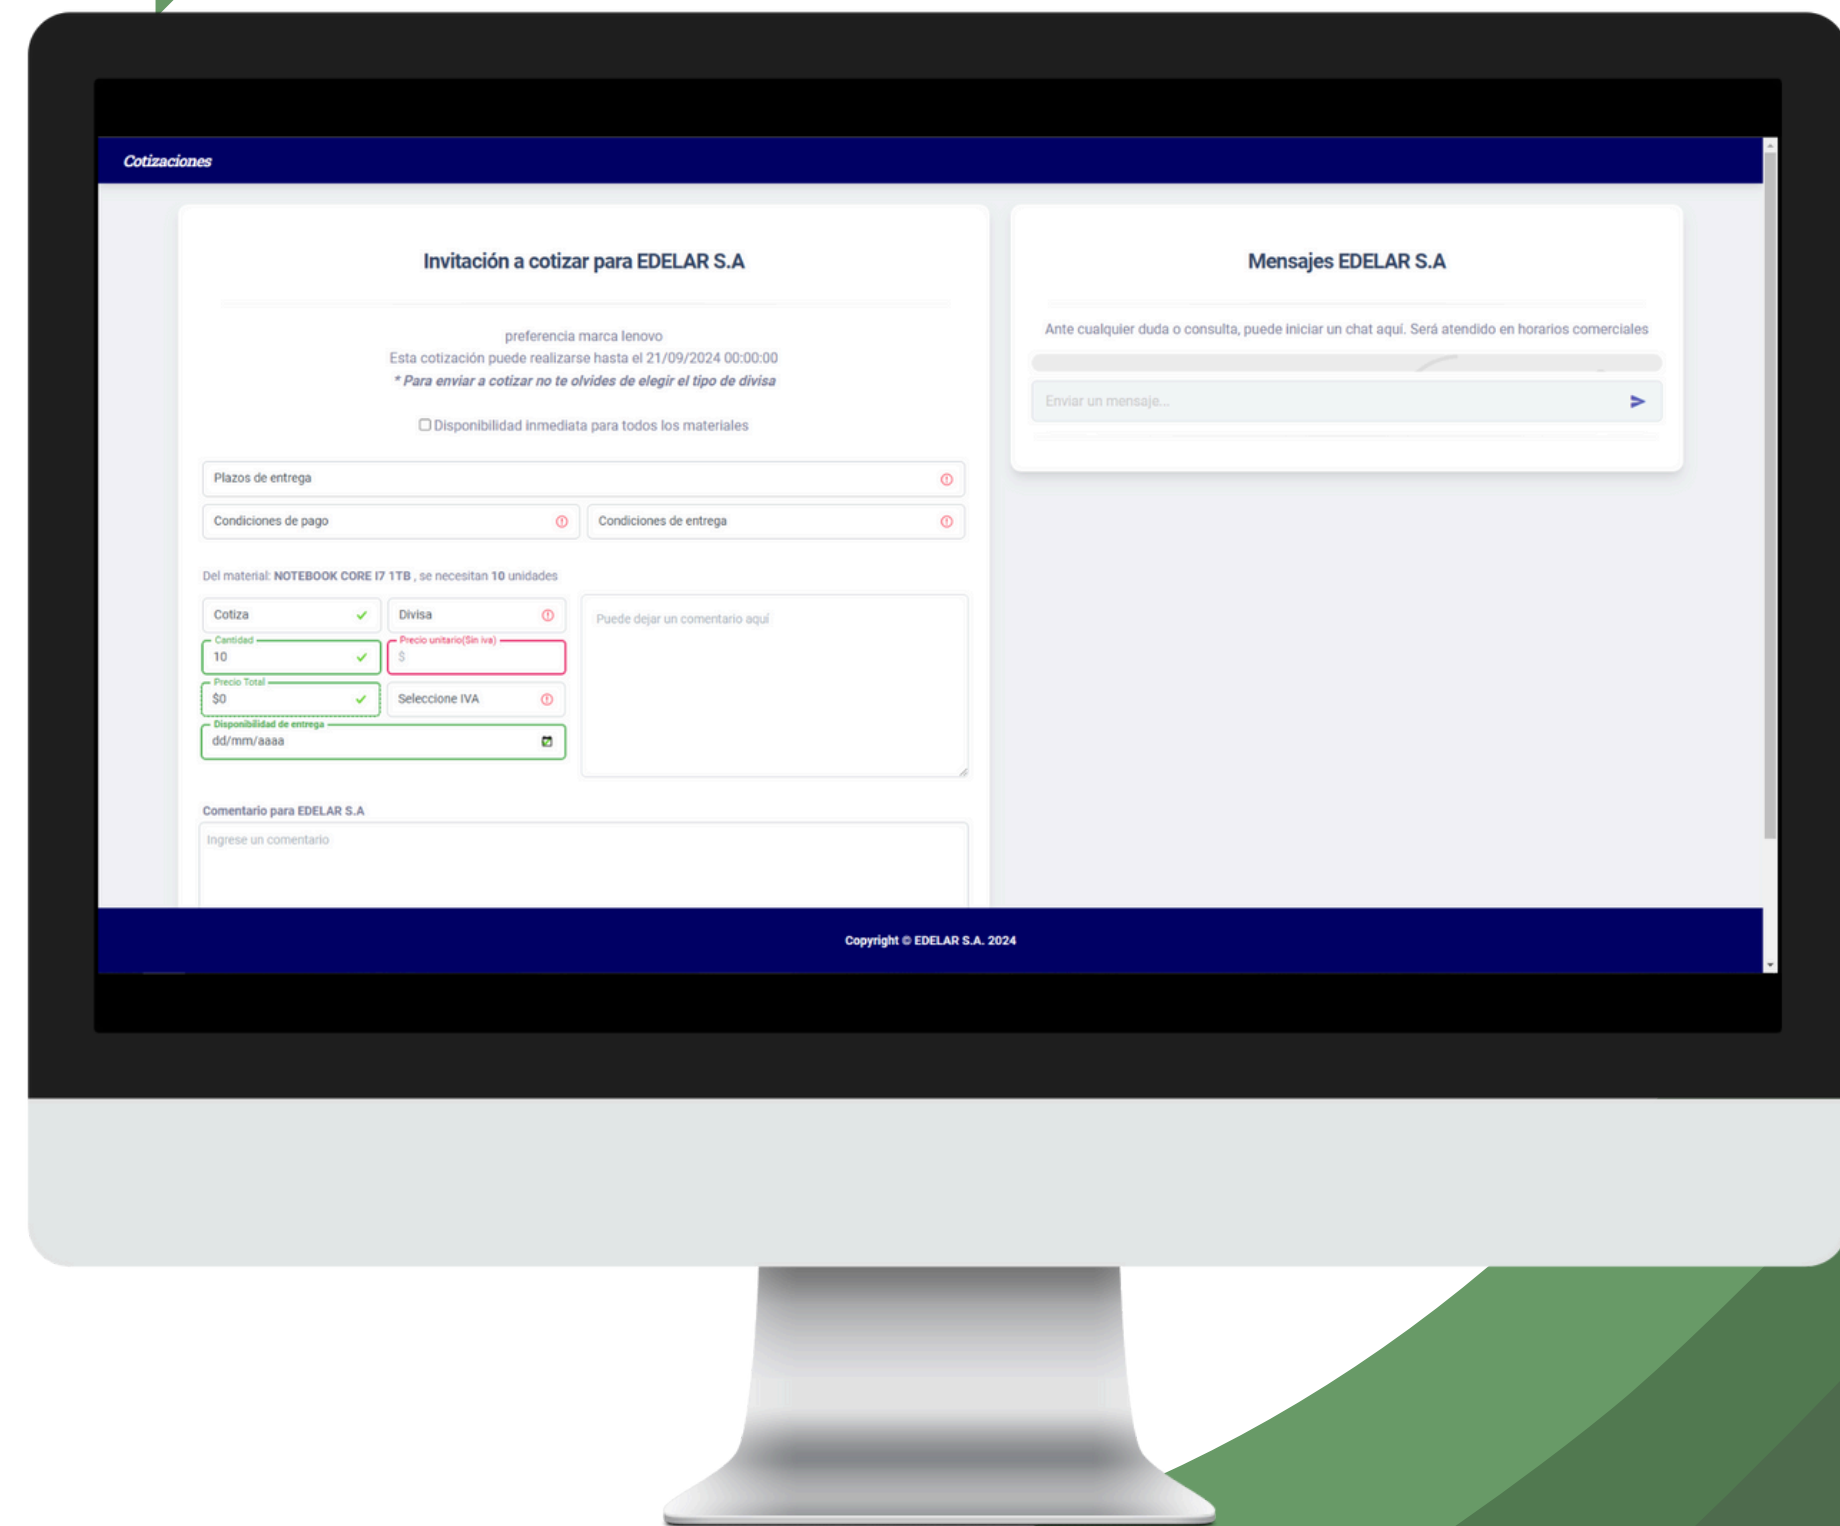 Cotizaciones
Invitación a cotizar para EDELAR S.A
preferencia marca lenovo
Esta cotización puede realizarse hasta el 21/09/2024 00:00:00
* Para enviar a cotizar no te olvides de elegir el tipo de divisa
Disponibilidad inmediata para todos los materiales
Plazos de entrega
Condiciones de pago
Condiciones de entrega
Del material: NOTEBOOK CORE I7 1TB , se necesitan 10 unidades
Cotiza
Divisa
Cantidad
10
Precio unitario(Sin iva)
$
Precio Total
$0
Seleccione IVA
Disponibilidad de entrega
dd/mm/aaaa
Puede dejar un comentario aquí
Comentario para EDELAR S.A
Ingrese un comentario
Mensajes EDELAR S.A
Ante cualquier duda o consulta, puede iniciar un chat aquí. Será atendido en horarios comerciales
Enviar un mensaje...
Copyright © EDELAR S.A. 2024